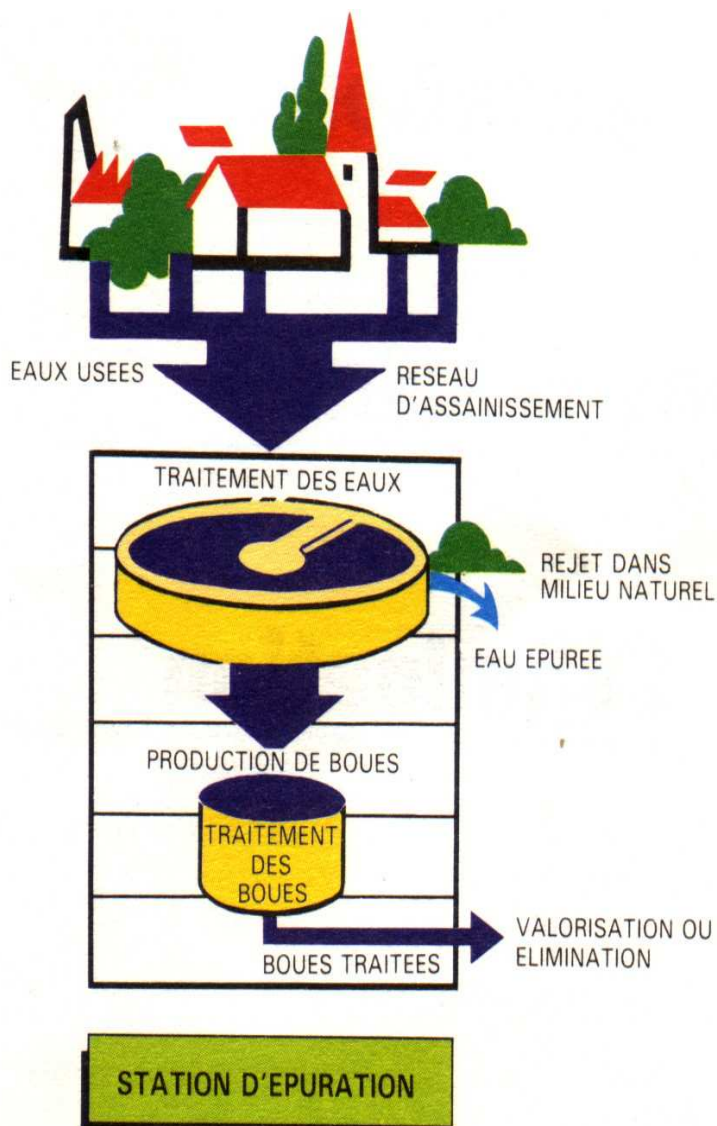 EAUX USEES
RESEAU
D'ASSAINISSEMENT
TRAITEMENT DES EAUX
REJET DANS
MILIEU NATUREL
EAU EPUREE
PRODUCTION DE BOUES
TRAITEMENT
DES
BOUES
BOUES TRAITEES
VALORISATION OU
ELIMINATION
STATION D'EPURATION